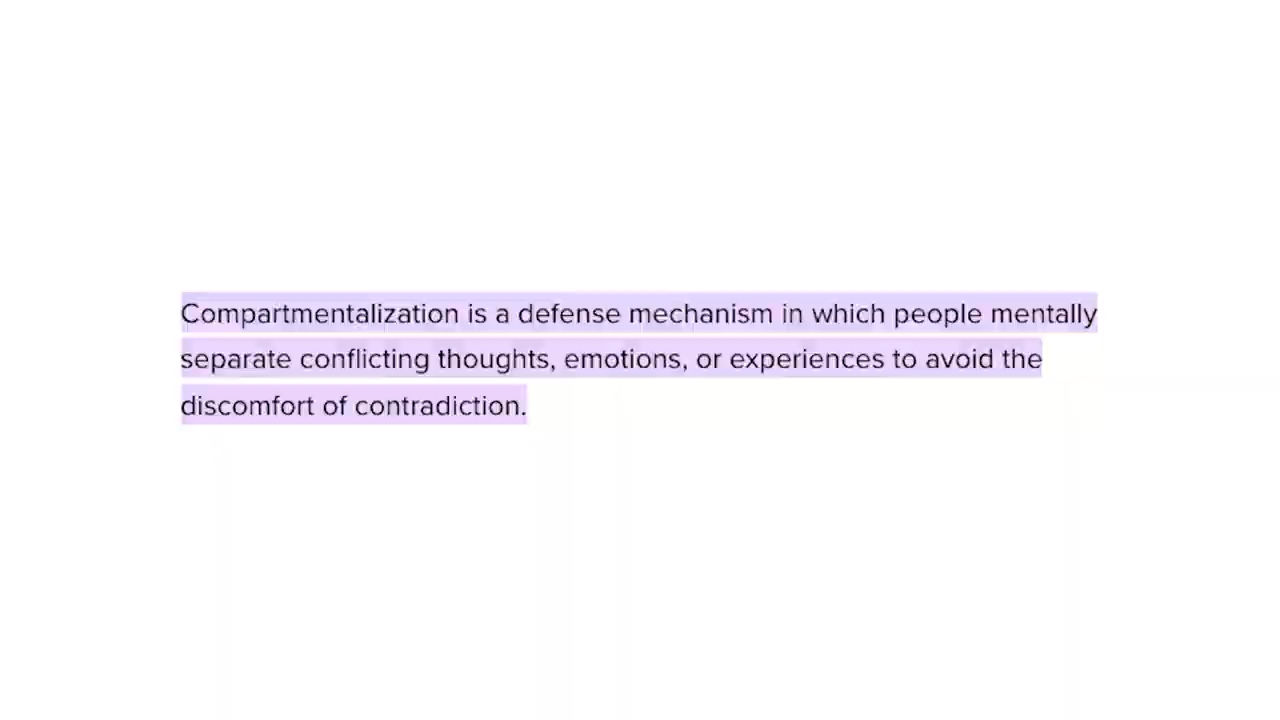 Compartmentalization is a defense mechanism in which people mentally
separate conflicting thoughts, emotions, or experiences to avoid the
discomfort of contradiction.